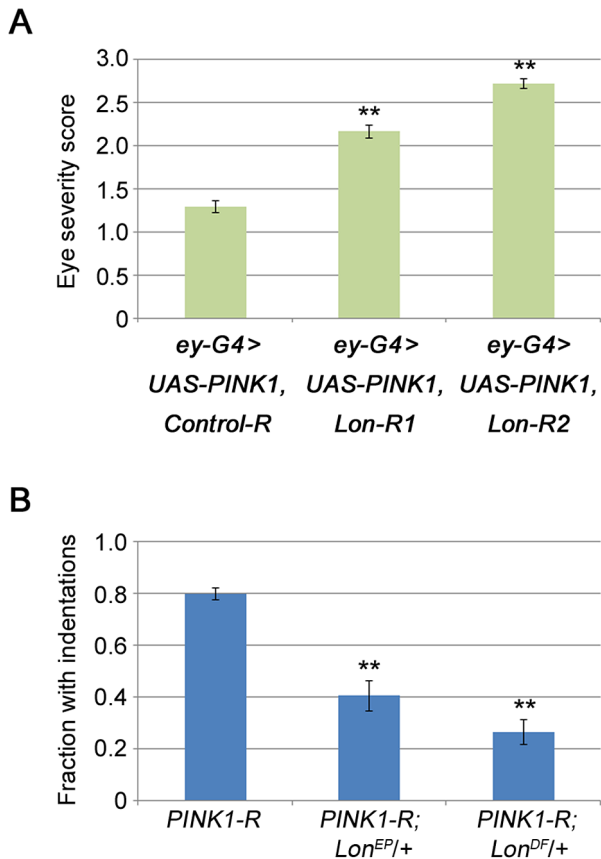 A
Eye severity score
3.0
2.5
2.0
1.5
1.0
0.5
0
**
**
ey-G4>
UAS-PINK1,
Control-R
ey-G4>
UAS-PINK1,
Lon-R1
ey-G4>
UAS-PINK1,
Lon-R2
B
Fraction with indentations
1.0
0.8
0.6
0.4
0.2
0
**
**
PINK1-R
PINK1-R;
Lon^EP/+
PINK1-R;
Lon^DF/+